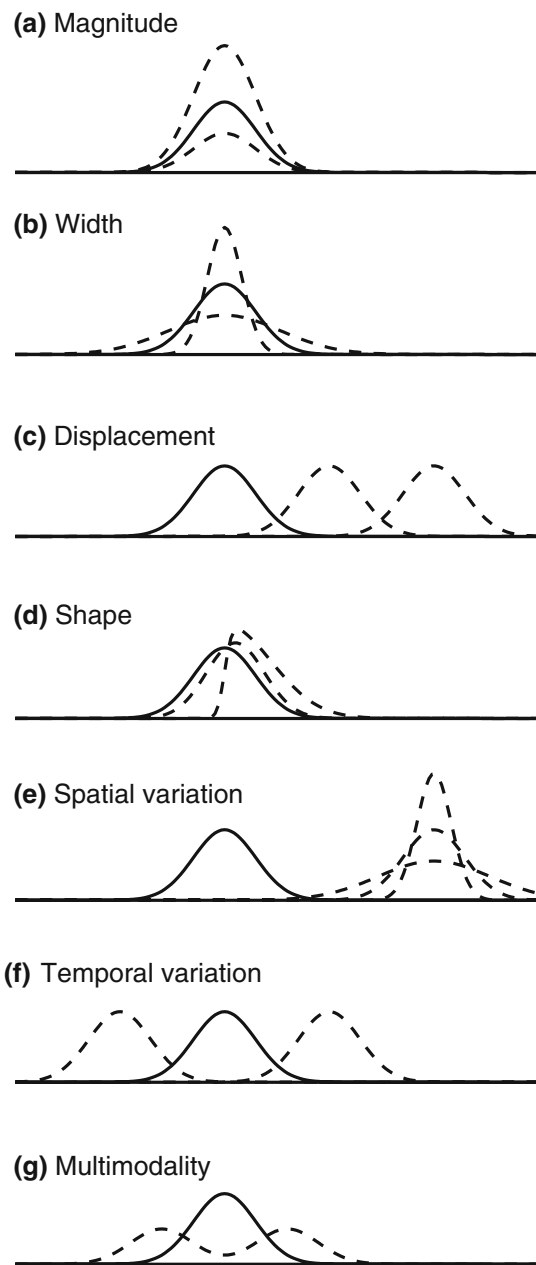 (a) Magnitude
(b) Width
(c) Displacement
(d) Shape
(e) Spatial variation
(f) Temporal variation
(g) Multimodality